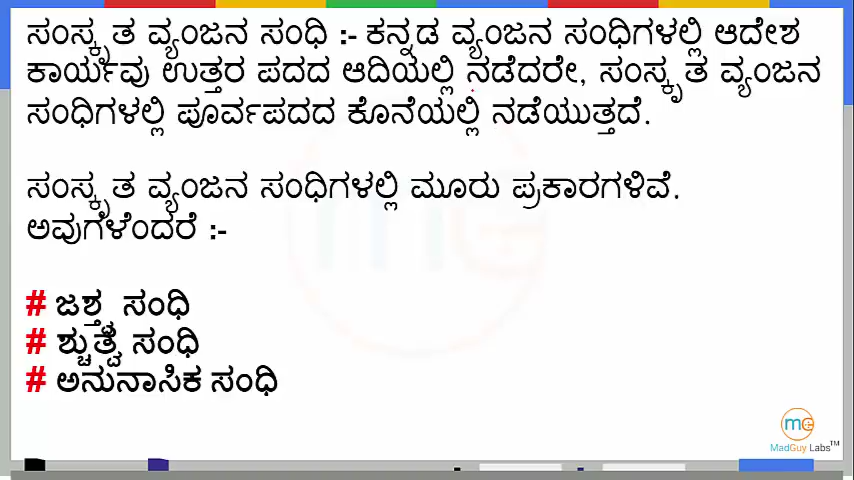 ಸಂಸ್ಕೃತ ವ್ಯಂಜನ ಸಂಧಿ :- ಕನ್ನಡ ವ್ಯಂಜನ ಸಂಧಿಗಳಲ್ಲಿ ಆದೇಶ
ಕಾರ್ಯವು ಉತ್ತರ ಪದದ ಆದಿಯಲ್ಲಿ ನಡೆದರೇ, ಸಂಸ್ಕೃತ ವ್ಯಂಜನ
ಸಂಧಿಗಳಲ್ಲಿ ಪೂರ್ವಪದದ ಕೊನೆಯಲ್ಲಿ ನಡೆಯುತ್ತದೆ.
ಸಂಸ್ಕೃತ ವ್ಯಂಜನ ಸಂಧಿಗಳಲ್ಲಿ ಮೂರು ಪ್ರಕಾರಗಳಿವೆ.
ಅವುಗಳೆಂದರೆ :-
# ಜಶ್ತ್ವ ಸಂಧಿ
# ಶ್ಚುತ್ವ ಸಂಧಿ
# ಅನುನಾಸಿಕ ಸಂಧಿ
MadGuy Labs™